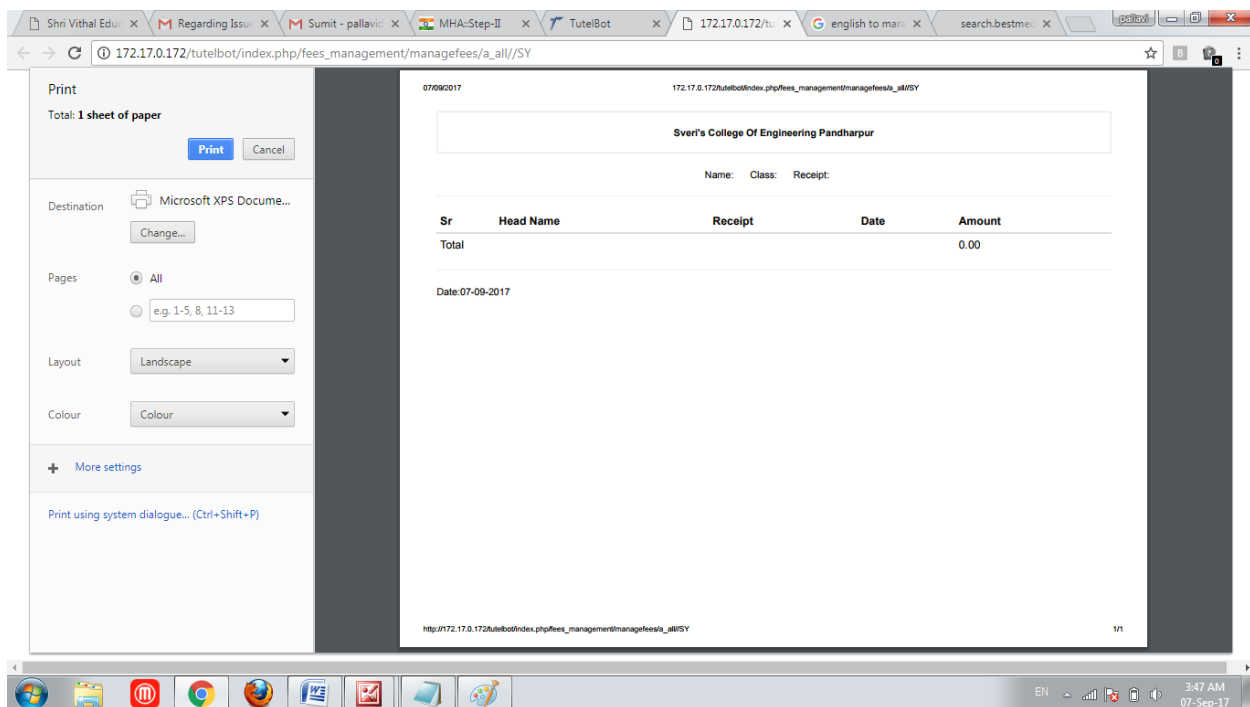 Shri Vithal Educ
Regarding Issu
Sumit - pallavic
MHA::Step-II
TutelBot
172.17.0.172/tu
english to mara
search.bestmed
pallavi
172.17.0.172/tutelbot/index.php/fees_management/managefees/a_all//SY
Print
Total: 1 sheet of paper
Print Cancel
Destination
Microsoft XPS Docume...
Change...
Pages
All
e.g. 1-5, 8, 11-13
Layout
Landscape
Colour
Colour
More settings
Print using system dialogue... (Ctrl+Shift+P)
07/09/2017 172.17.0.172/tutelbot/index.php/fees_management/managefees/a_all//SY
Sveri's College Of Engineering Pandharpur
Name: Class: Receipt:
Sr Head Name Receipt Date Amount
Total 0.00
Date:07-09-2017
http://172.17.0.172/tutelbot/index.php/fees_management/managefees/a_all//SY 1/1
EN
3:47 AM
07-Sep-17